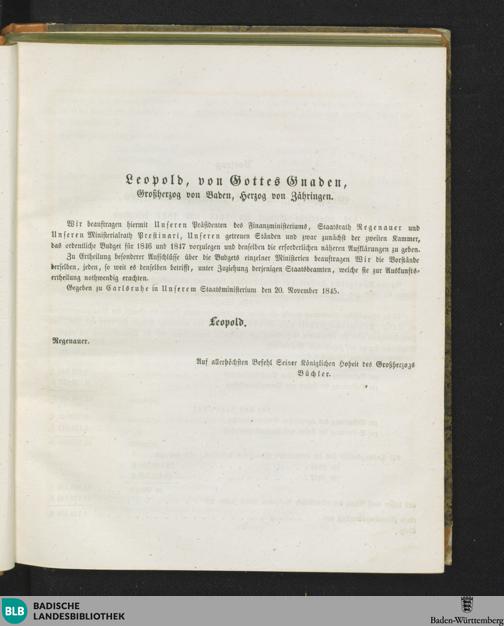 Leopold, von Gottes Gnaden,
Großherzog von Baden, Herzog von Zähringen.
Wir beauftragen hiermit Unseren Präsidenten des Finanzministeriums, Staatsrath Regenauer und
Unseren Ministerialrath Prestinari, Unseren getreuen Ständen und zwar zunächst der zweiten Kammer,
das ordentliche Budget für 1846 und 1847 vorzulegen und denselben die erforderlichen näheren Aufklärungen zu geben.
Zu Ertheilung besonderer Aufschlüsse über die Budgets einzelner Ministerien beauftragen Wir die Vorstände
derselben, jeden, so weit es denselben betrifft, unter Zuziehung derjenigen Staatsbeamten, welche sie zur Auskunfts-
ertheilung nothwendig erachten.
Gegeben zu Carlsruhe in Unserem Staatsministerium den 20. November 1845.
Leopold.
Regenauer.
Auf allerhöchsten Befehl Seiner Königlichen Hoheit des Großherzogs
Büchler.
BLB BADISCHE
LANDESBIBLIOTHEK
Baden-Württemberg